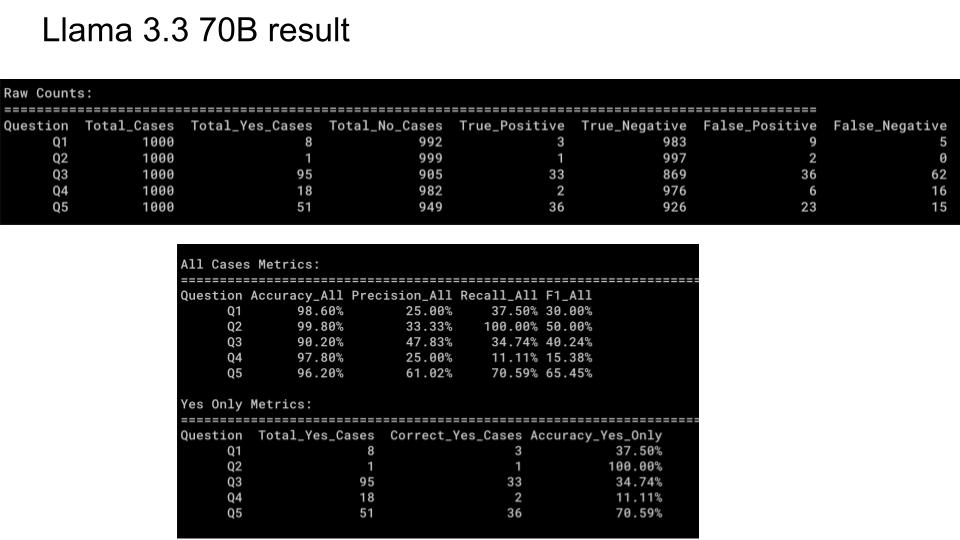 Llama 3.3 70B result
Raw Counts:
====================================================================================================
Question Total_Cases Total_Yes_Cases Total_No_Cases True_Positive True_Negative False_Positive False_Negative
Q1 1000 8 992 3 983 9 5
Q2 1000 1 999 1 997 2 0
Q3 1000 95 905 33 869 36 62
Q4 1000 18 982 2 976 6 16
Q5 1000 51 949 36 926 23 15
All Cases Metrics:
===================================================================
Question Accuracy_All Precision_All Recall_All F1_All
Q1 98.60% 25.00% 37.50% 30.00%
Q2 99.80% 33.33% 100.00% 50.00%
Q3 90.20% 47.83% 34.74% 40.24%
Q4 97.80% 25.00% 11.11% 15.38%
Q5 96.20% 61.02% 70.59% 65.45%
Yes Only Metrics:
===================================================================
Question Total_Yes_Cases Correct_Yes_Cases Accuracy_Yes_Only
Q1 8 3 37.50%
Q2 1 1 100.00%
Q3 95 33 34.74%
Q4 18 2 11.11%
Q5 51 36 70.59%